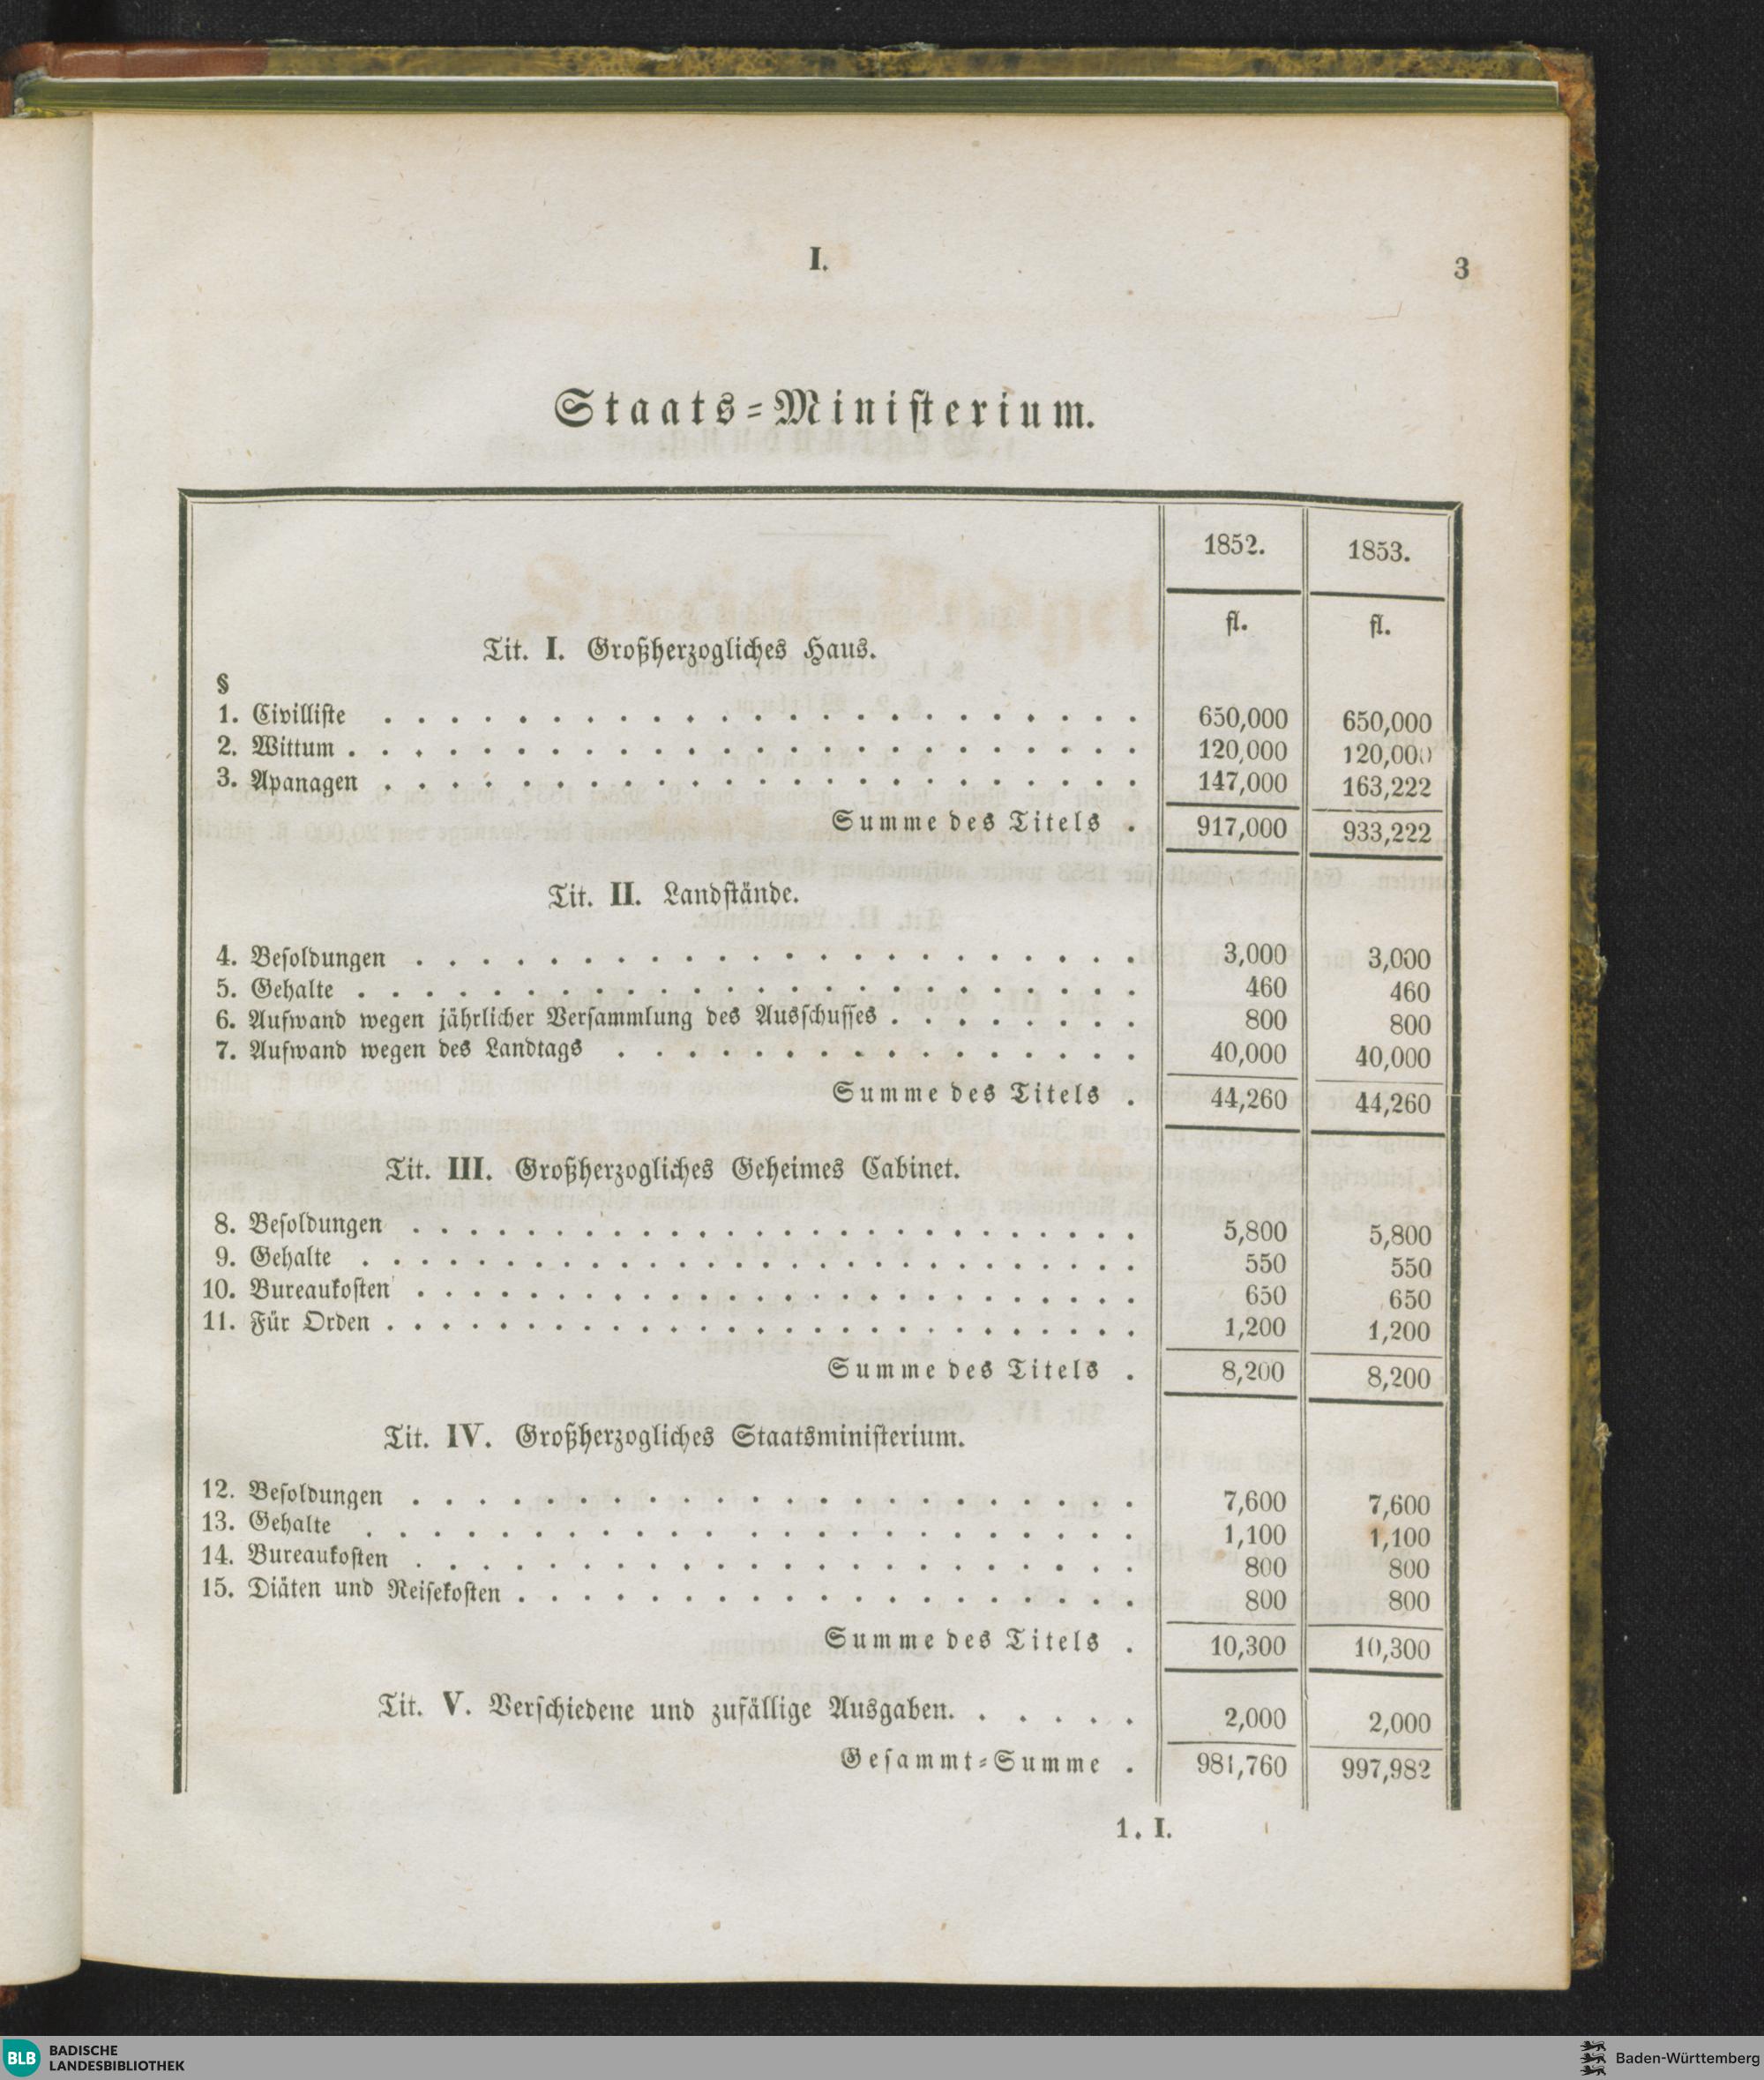 I.
3
Staats=Ministerium.
1852. 1853.
fl. fl.
Tit. I. Großherzogliches Haus.
§
1. Civilliste . . . . . . . . . . . . . . . . . . . . . . . 650,000 650,000
2. Wittum . . . . . . . . . . . . . . . . . . . . . . . . 120,000 120,000
3. Apanagen . . . . . . . . . . . . . . . . . . . . . . . 147,000 163,222
Summe des Titels . 917,000 933,222
Tit. II. Landstände.
4. Besoldungen . . . . . . . . . . . . . . . . . . . . . . 3,000 3,000
5. Gehalte . . . . . . . . . . . . . . . . . . . . . . . . 460 460
6. Aufwand wegen jährlicher Versammlung des Ausschusses . . . . . . . . 800 800
7. Aufwand wegen des Landtags . . . . . . . . . . . . . . . . 40,000 40,000
Summe des Titels . 44,260 44,260
Tit. III. Großherzogliches Geheimes Cabinet.
8. Besoldungen . . . . . . . . . . . . . . . . . . . . . . . . . . 5,800 5,800
9. Gehalte . . . . . . . . . . . . . . . . . . . . . . . . . . . . 550 550
10. Bureaukosten . . . . . . . . . . . . . . . . . . . . . . . . . . 650 650
11. Für Orden . . . . . . . . . . . . . . . . . . . . . . . . . . . 1,200 1,200
Summe des Titels . 8,200 8,200
Tit. IV. Großherzogliches Staatsministerium.
12. Besoldungen . . . . . . . . . . . . . . . . . . . . . . 7,600 7,600
13. Gehalte . . . . . . . . . . . . . . . . . . . . . . . . 1,100 1,100
14. Bureaukosten . . . . . . . . . . . . . . . . . . . . . . 800 800
15. Diäten und Reisekosten . . . . . . . . . . . . . . . . . . . 800 800
Summe des Titels . 10,300 10,300
Tit. V. Verschiedene und zufällige Ausgaben. . . . . . . 2,000 2,000
Gesammt=Summe . 981,760 997,982
1. I.
BLB BADISCHE
LANDESBIBLIOTHEK
Baden-Württemberg